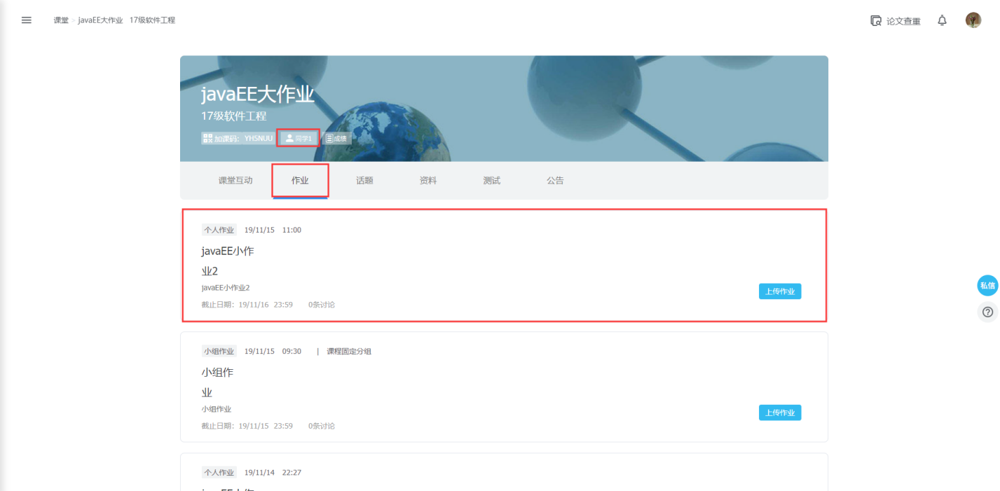 课堂 > javaEE大作业 17级软件工程
论文查重
javaEE大作业
17级软件工程
加课码：YHSNUU 同学1 成绩
课堂互动 作业 话题 资料 测试 公告
个人作业 19/11/15 11:00
javaEE小作
业2
javaEE小作业2
上传作业
截止日期：19/11/16 23:59 0条讨论
私信
小组作业 19/11/15 09:30 | 课程固定分组
小组作
业
小组作业
上传作业
截止日期：19/11/15 23:59 0条讨论
个人作业 19/11/14 22:27